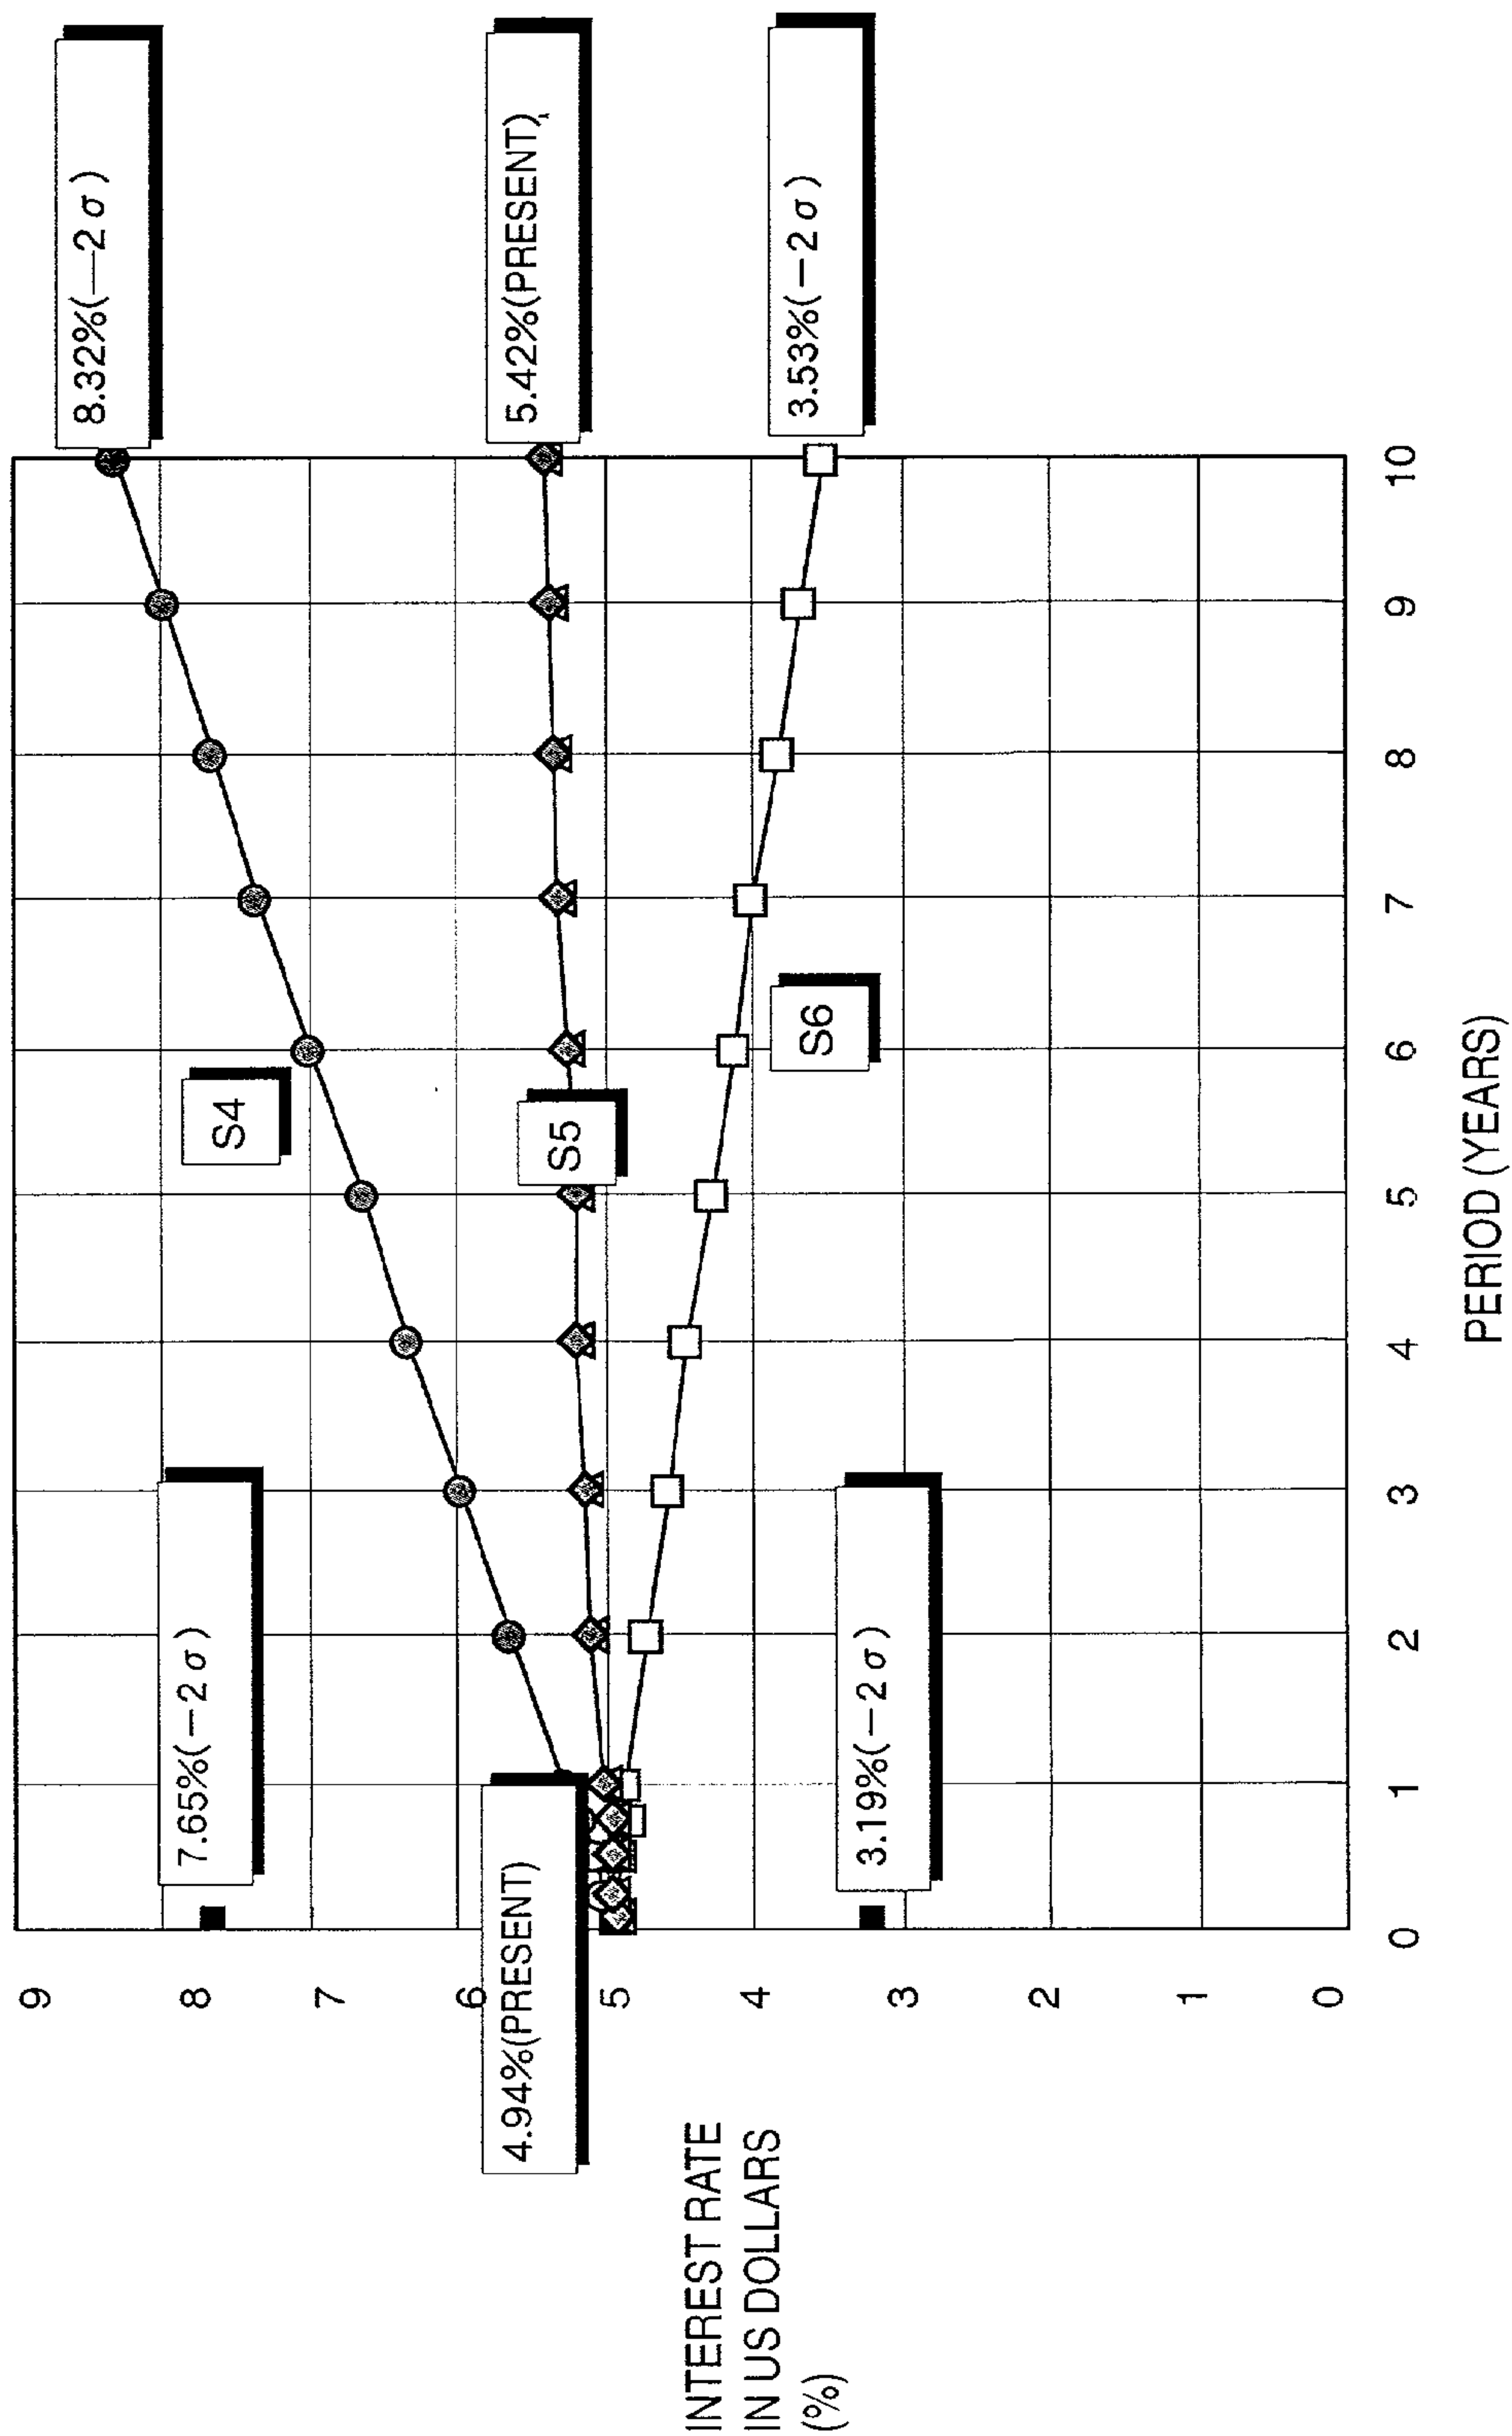 INTEREST RATE
IN US DOLLARS
(%)
9
8
7
6
5
4
3
2
1
0
7.65%(−2σ)
8.32%(—2σ)
S4
4.94%(PRESENT)
S5
5.42%(PRESENT)
S6
3.19%(−2σ)
3.53%(−2σ)
0 1 2 3 4 5 6 7 8 9 10
PERIOD (YEARS)